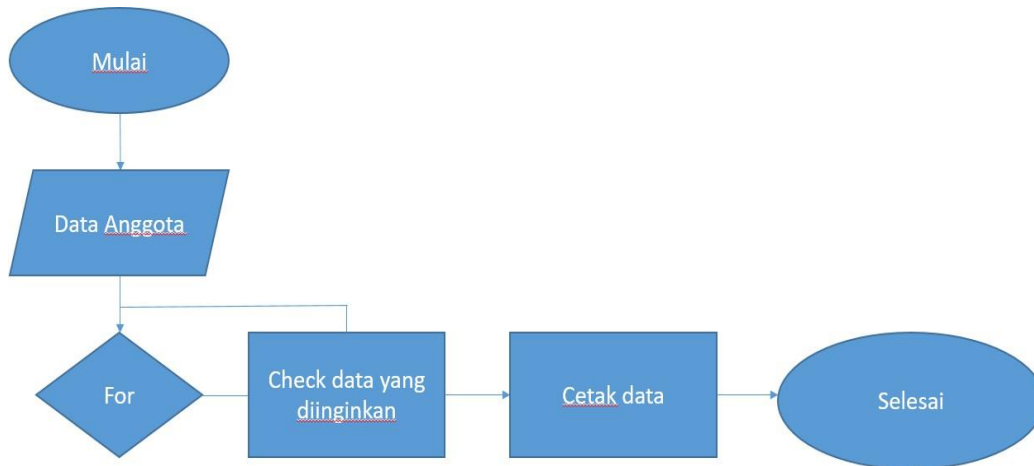 Mulai
Data Anggota
For
Check data yang
diinginkan
Cetak data
Selesai